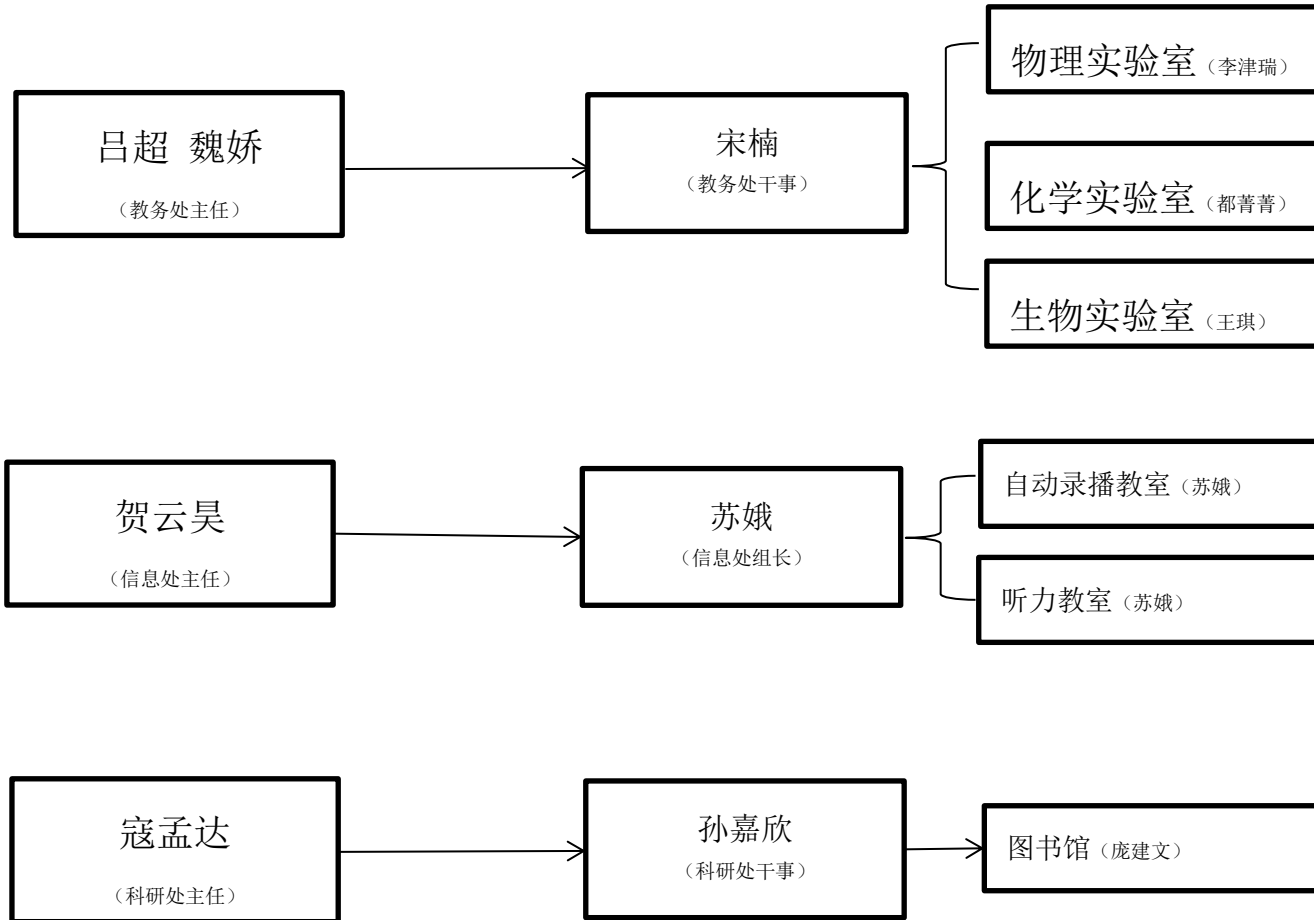 吕超 魏娇
（教务处主任）
宋楠
（教务处干事）
物理实验室（李津瑞）
化学实验室（都菁菁）
生物实验室（王琪）
贺云昊
（信息处主任）
苏娥
（信息处组长）
自动录播教室（苏娥）
听力教室（苏娥）
寇孟达
（科研处主任）
孙嘉欣
（科研处干事）
图书馆（庞建文）